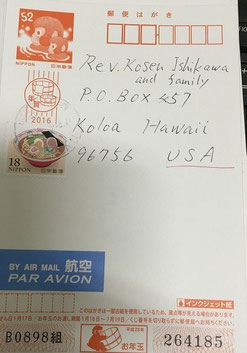 郵便はがき
52
NIPPON 日本郵便
2016
18
NIPPON 日本郵便
Rev. Kosen Ishikawa
and family
P.O. BOX 457
Koloa Hawaii
96756 USA
BY AIR MAIL 航空
PAR AVION
インクジェット紙
B0898組
お年玉
264185